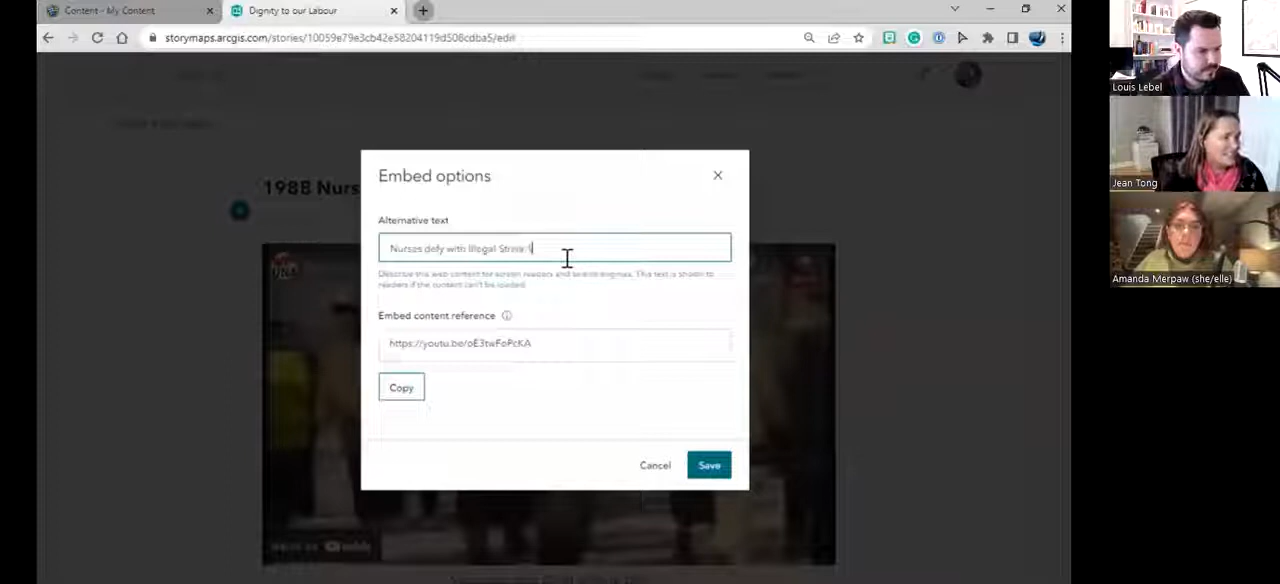 Content - My Content
Dignity to our Labour
storymaps.arcgis.com/stories/10059e79e3cb42e58204119d508cdba5/edit
Louis Lebel
Jean Tong
Amanda Merpaw (she/elle)
1988 Nurs
UNA
Embed options
Alternative text
Nurses defy with Illegal Strike
Describe this web content for screen readers and search engines. This text is shown to
readers if the content can't be loaded.
Embed content reference
https://youtu.be/oE3twFoPcKA
Copy
Cancel
Save